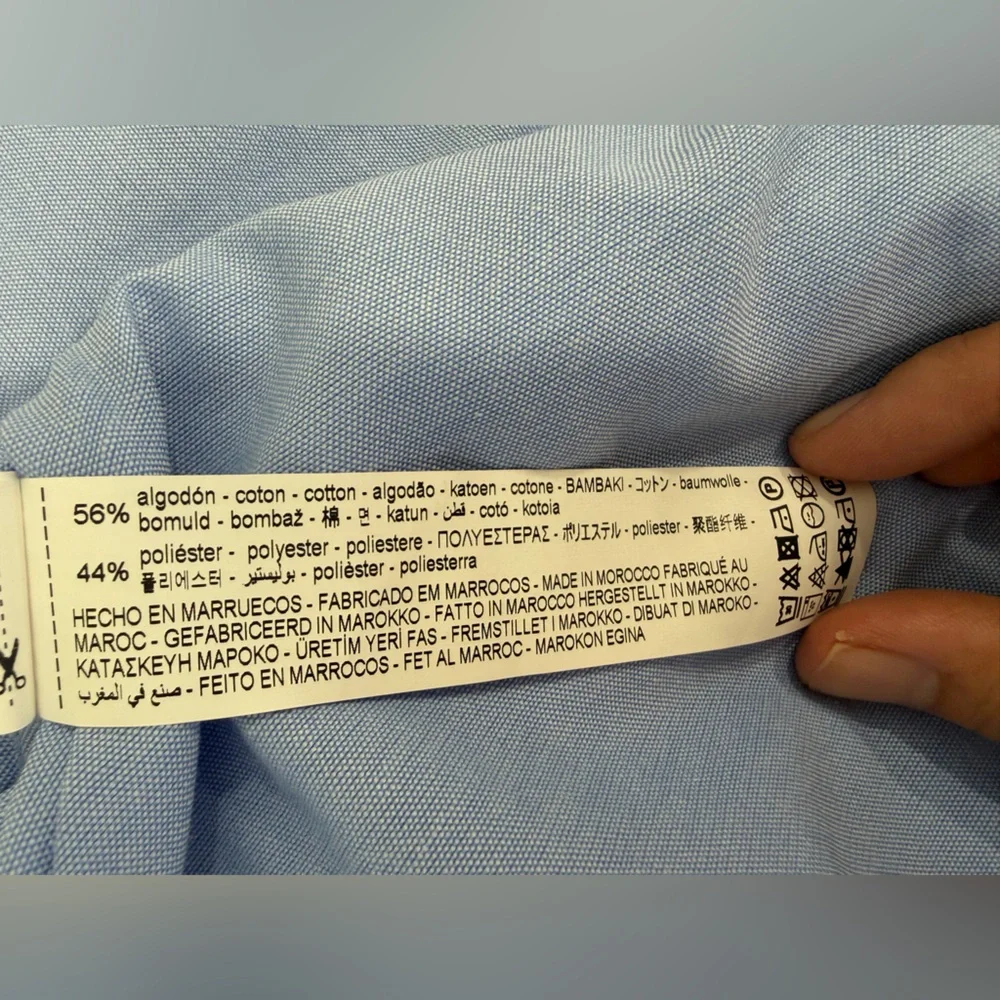 56% algodón - coton - cotton - algodão - katoen - cotone - BAMBAKI - コットン - baumwolle -
bomuld - bombaž - 棉 - 면 - katun - قطن - cotó - kotoia
44% poliéster - polyester - poliestere - ΠΟΛΥΕΣΤΕΡΑΣ - ポリエステル - poliester - 聚酯纤维 -
폴리에스터 - بوليستير - polièster - poliesterra
HECHO EN MARRUECOS - FABRICADO EM MARROCOS - MADE IN MOROCCO FABRIQUÉ AU
MAROC - GEFABRICEERD IN MAROKKO - FATTO IN MAROCCO HERGESTELLT IN MAROKKO -
ΚΑΤΑΣΚΕΥΗ ΜΑΡΟΚΟ - ÜRETİM YERİ FAS - FREMSTILLET I MAROKKO - DIBUAT DI MAROKO -
صنع في المغرب - FEITO EN MARROCOS - FET AL MARROC - MAROKON EGINA